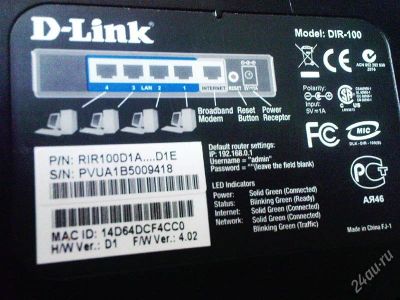 D-Link
Model: DIR-100
4 3 LAN 2 1 INTERNET RESET
Broadband Modem
Reset Button
Power Receptor
Power Input:
5V⎓1A
P/N: RIR100D1A....D1E
S/N: PVUA1B5009418
Default router settings:
IP: 192.168.0.1
Username = "admin"
Password = "" (leave the field blank)
LED Indicators
Power: Solid Green (Connected)
Status: Blinking Green (Ready)
Internet: Solid Green (Connected)
Network: Solid Green (Connected)
Blinking Green (Traffic)
FC
MIC
АЯ46
Made in China FJ-1
MAC ID: 14D64DCF4CC0
H/W Ver.: D1 F/W Ver.: 4.02
24au.ru